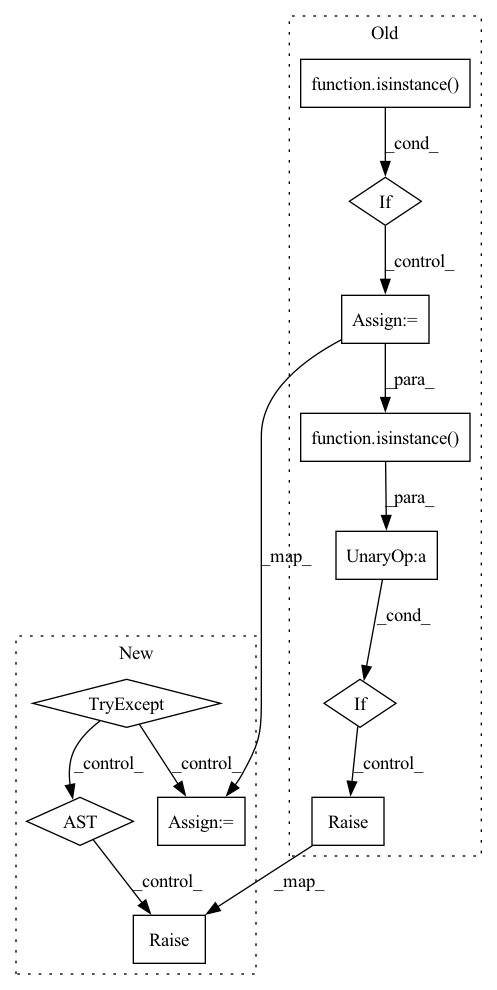 Old
function.isinstance()
_cond_
If
_control_
Assign:=
_para_
function.isinstance()
_para_
_map_
UnaryOp:a
_cond_
New
TryExcept
If
_control_
_control_
_control_
AST
Assign:=
Raise
_control_
_map_
Raise